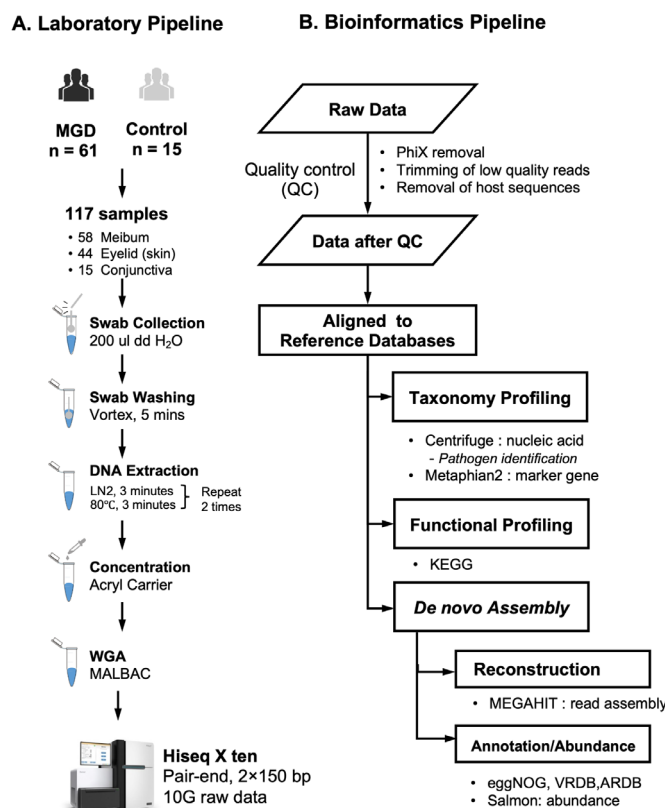 A. Laboratory Pipeline
MGD
n = 61
Control
n = 15
117 samples
• 58 Meibum
• 44 Eyelid (skin)
• 15 Conjunctiva
Swab Collection
200 ul dd H₂O
Swab Washing
Vortex, 5 mins
DNA Extraction
LN2, 3 minutes
80℃, 3 minutes
Repeat
2 times
Concentration
Acryl Carrier
WGA
MALBAC
Hiseq X ten
Pair-end, 2×150 bp
10G raw data
B. Bioinformatics Pipeline
Raw Data
Quality control
(QC)
• PhiX removal
• Trimming of low quality reads
• Removal of host sequences
Data after QC
Aligned to
Reference Databases
Taxonomy Profiling
• Centrifuge : nucleic acid
- Pathogen identification
• Metaphian2 : marker gene
Functional Profiling
• KEGG
De novo Assembly
Reconstruction
• MEGAHIT : read assembly
Annotation/Abundance
• eggNOG, VRDB,ARDB
• Salmon: abundance